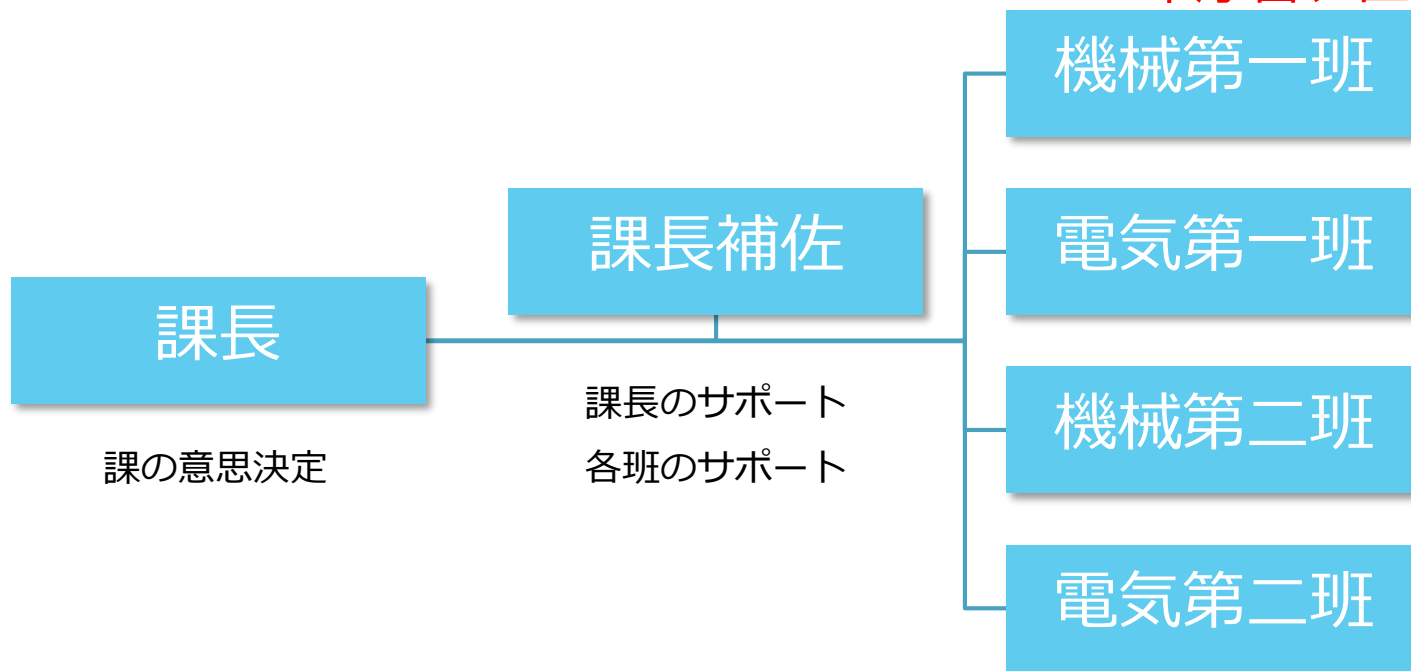 課長
課の意思決定
課長補佐
課長のサポート
各班のサポート
機械第一班
電気第一班
機械第二班
電気第二班